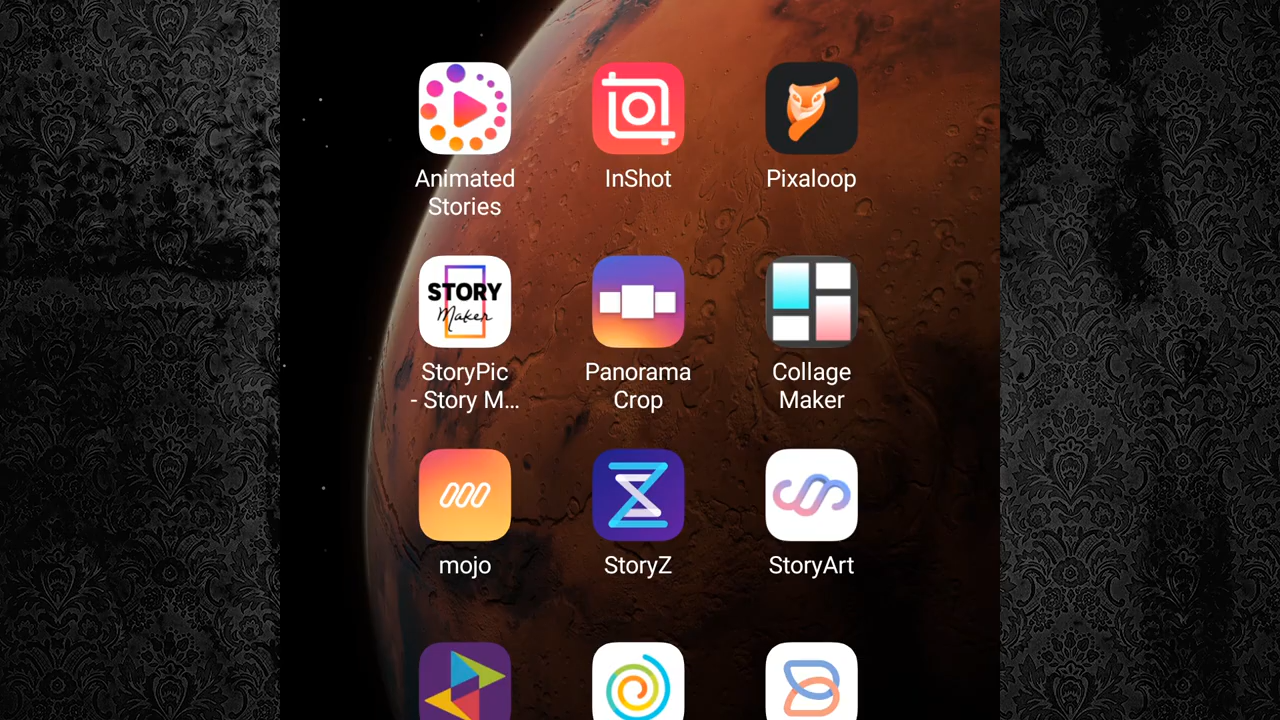 Animated
Stories
InShot
Pixaloop
STORY
Maker
StoryPic
- Story M...
Panorama
Crop
Collage
Maker
mojo
StoryZ
StoryArt